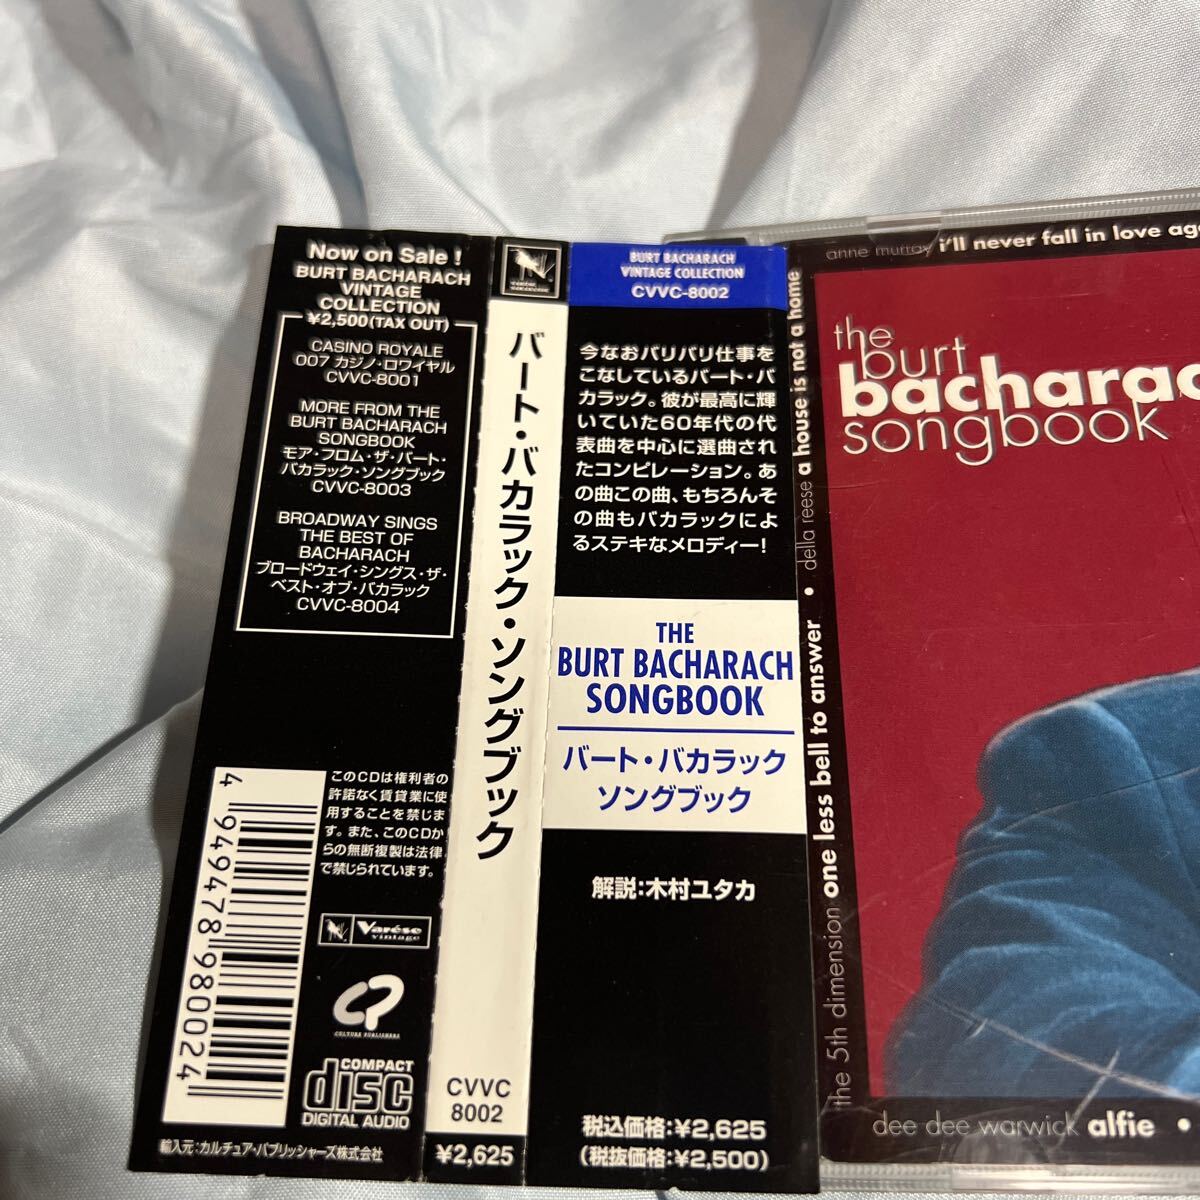 Now on Sale !
BURT BACHARACH
VINTAGE
COLLECTION
¥2,500(TAX OUT)
CASINO ROYALE
007 カジノ・ロワイヤル
CVVC-8001
MORE FROM THE
BURT BACHARACH
SONGBOOK
モア・フロム・ザ・バート・
バカラック・ソングブック
CVVC-8003
BROADWAY SINGS
THE BEST OF
BACHARACH
ブロードウェイ・シングス・ザ・
ベスト・オブ・バカラック
CVVC-8004
4 949478 980024
このCDは権利者の
許諾なく賃貸業に使
用することを禁じま
す。また、このCDか
らの無断複製は法律
で禁じられています。
Varése
vintage
CP
CULTURE PUBLISHERS
COMPACT
disc
DIGITAL AUDIO
輸入元:カルチュア・パブリッシャーズ株式会社
バート・バカラック・ソングブック
CVVC
8002
¥2,625
BURT BACHARACH
VINTAGE COLLECTION
CVVC-8002
今なおバリバリ仕事を
こなしているバート・バ
カラック。彼が最高に輝
いていた60年代の代
表曲を中心に選曲され
たコンピレーション。あ
の曲この曲、もちろんそ
の曲もバカラックによ
るステキなメロディー!
THE
BURT BACHARACH
SONGBOOK
バート・バカラック
ソングブック
解説:木村ユタカ
税込価格:¥2,625
(税抜価格:¥2,500)
anne murray i'll never fall in love aga
the
burt
bacharac
songbook
the 5th dimension one less bell to answer • della reese a house is not a home
dee dee warwick alfie •